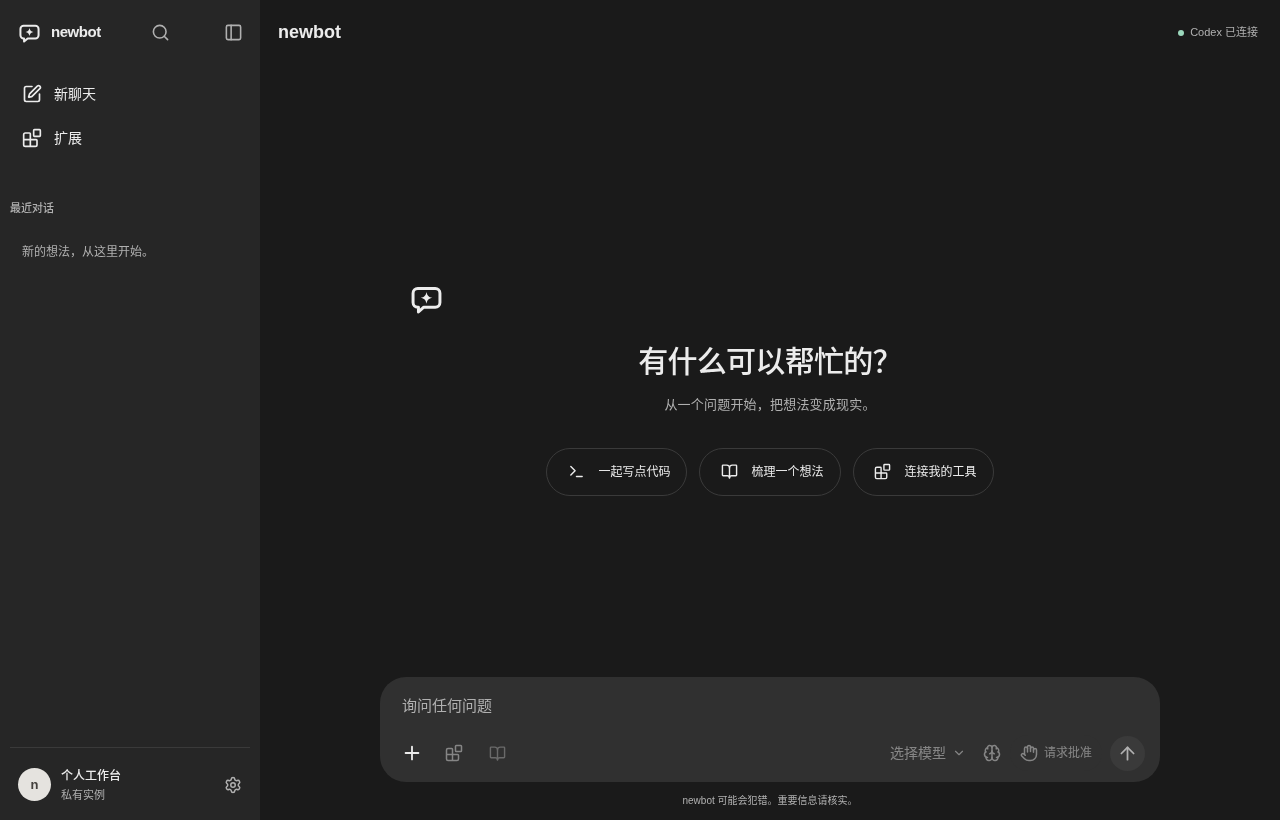 newbot
新聊天
扩展
最近对话
新的想法，从这里开始。
n
个人工作台
私有实例
newbot
Codex 已连接
有什么可以帮忙的？
从一个问题开始，把想法变成现实。
一起写点代码
梳理一个想法
连接我的工具
询问任何问题
选择模型
请求批准
newbot 可能会犯错。重要信息请核实。